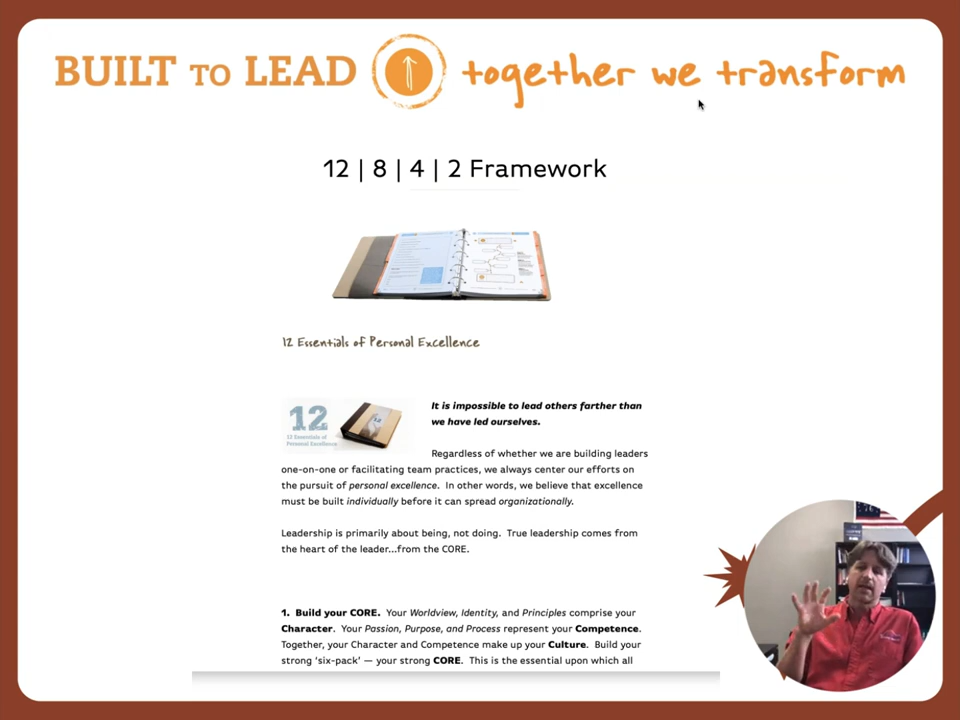 BUILT TO LEAD together we transform
12 | 8 | 4 | 2 Framework
12 Essentials of Personal Excellence
12
12 Essentials of
Personal Excellence
It is impossible to lead others farther than
we have led ourselves.
Regardless of whether we are building leaders
one-on-one or facilitating team practices, we always center our efforts on
the pursuit of personal excellence. In other words, we believe that excellence
must be built individually before it can spread organizationally.
Leadership is primarily about being, not doing. True leadership comes from
the heart of the leader...from the CORE.
1. Build your CORE. Your Worldview, Identity, and Principles comprise your
Character. Your Passion, Purpose, and Process represent your Competence.
Together, your Character and Competence make up your Culture. Build your
strong ‘six-pack’ — your strong CORE. This is the essential upon which all